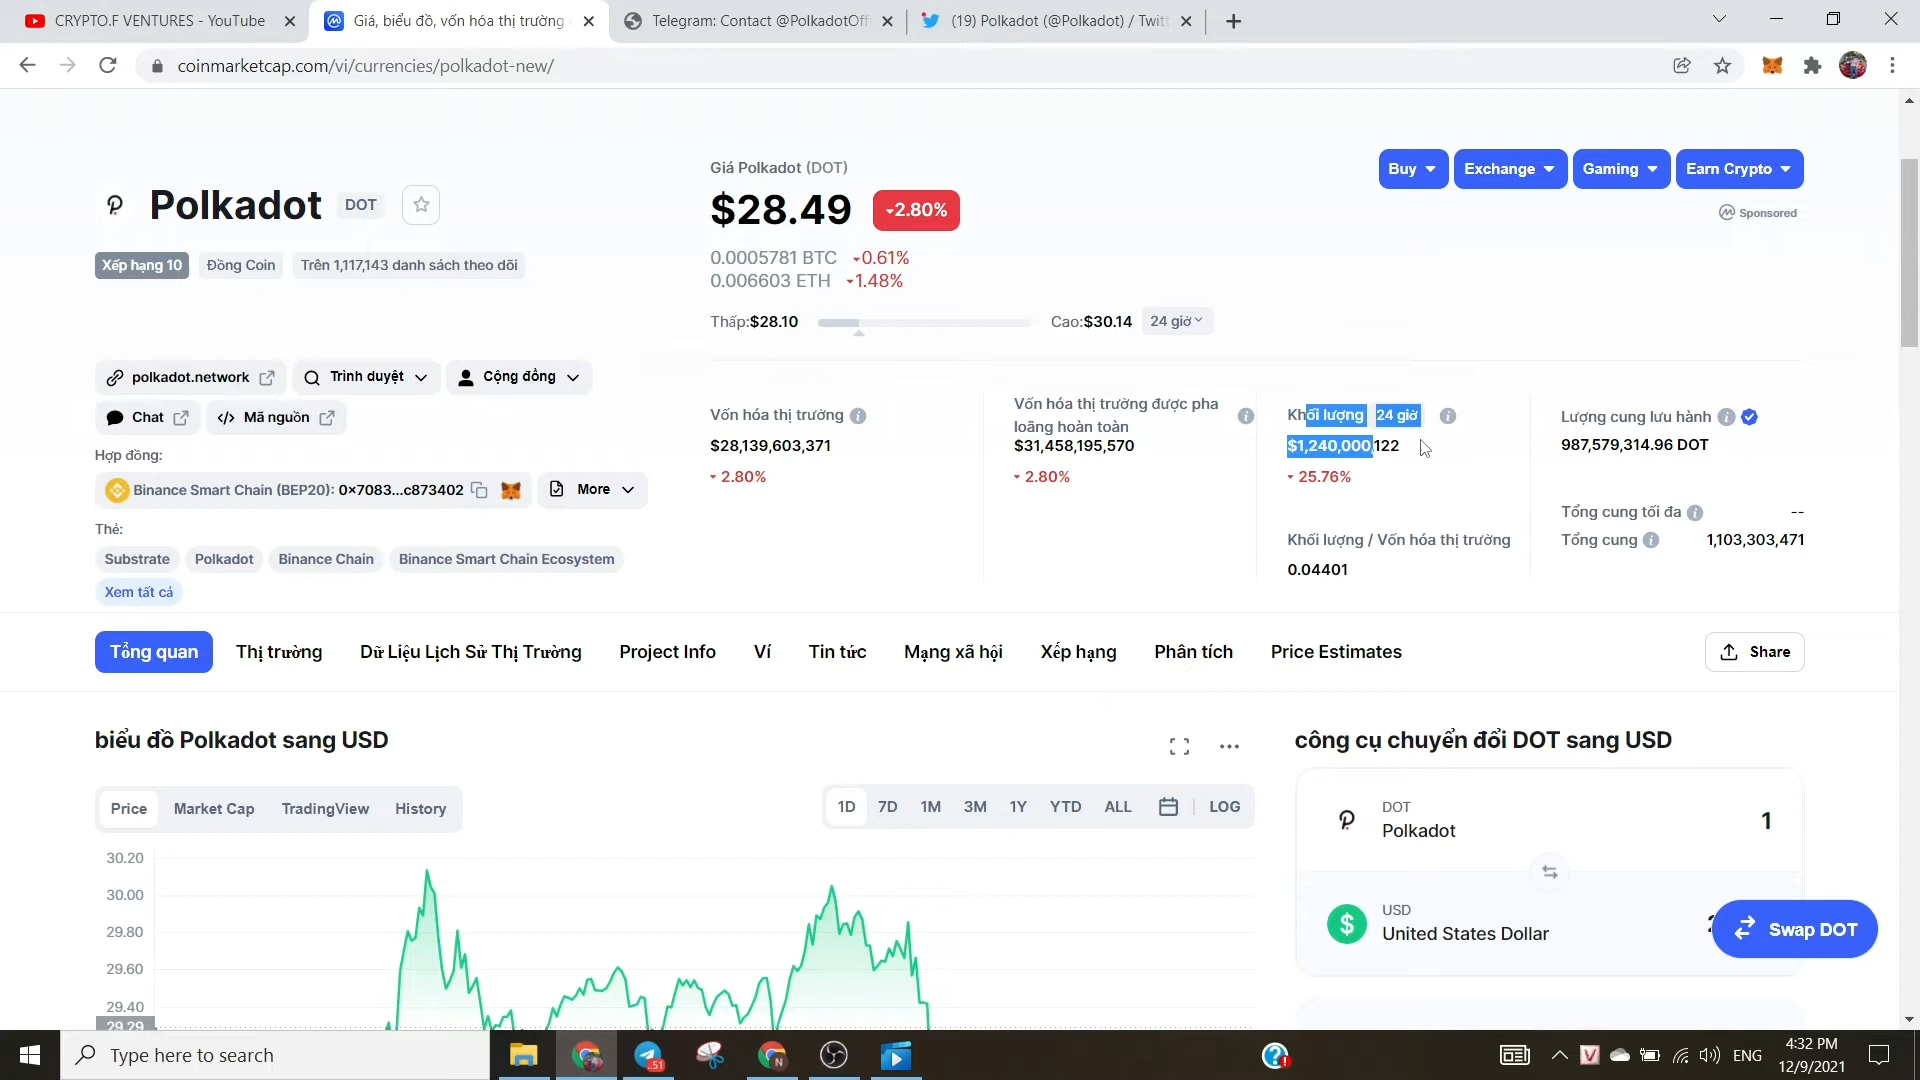 CRYPTO.F VENTURES - YouTube
Giá, biểu đồ, vốn hóa thị trường
Telegram: Contact @PolkadotOff
(19) Polkadot (@Polkadot) / Twitt
coinmarketcap.com/vi/currencies/polkadot-new/
Polkadot DOT
Xếp hạng 10
Đồng Coin
Trên 1,117,143 danh sách theo dõi
Giá Polkadot (DOT)
$28.49 2.80%
0.0005781 BTC 0.61%
0.006603 ETH 1.48%
Thấp:$28.10
Cao:$30.14
24 giờ
Buy
Exchange
Gaming
Earn Crypto
Sponsored
polkadot.network
Trình duyệt
Cộng đồng
Chat
Mã nguồn
Hợp đồng:
Binance Smart Chain (BEP20): 0x7083...c873402
More
Thẻ:
Substrate
Polkadot
Binance Chain
Binance Smart Chain Ecosystem
Xem tất cả
Vốn hóa thị trường
$28,139,603,371
2.80%
Vốn hóa thị trường được pha
loãng hoàn toàn
$31,458,195,570
2.80%
Khối lượng 24 giờ
$1,240,000,122
25.76%
Khối lượng / Vốn hóa thị trường
0.04401
Lượng cung lưu hành
987,579,314.96 DOT
Tổng cung tối đa --
Tổng cung 1,103,303,471
Tổng quan
Thị trường
Dữ Liệu Lịch Sử Thị Trường
Project Info
Ví
Tin tức
Mạng xã hội
Xếp hạng
Phân tích
Price Estimates
Share
biểu đồ Polkadot sang USD
Price
Market Cap
TradingView
History
1D
7D
1M
3M
1Y
YTD
ALL
LOG
30.20
30.00
29.80
29.60
29.40
29.29
công cụ chuyển đổi DOT sang USD
DOT
Polkadot
1
USD
United States Dollar
Swap DOT
Type here to search
51
N
V
ENG
4:32 PM
12/9/2021